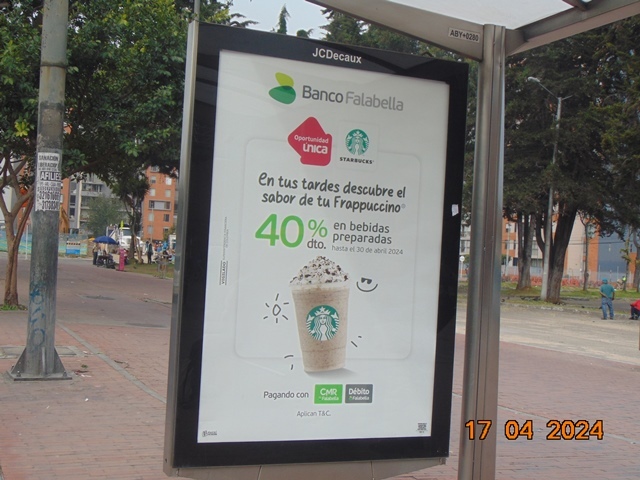 ABY+0280
JCDecaux
Banco Falabella
Oportunidad
única
STARBUCKS
En tus tardes descubre el
sabor de tu Frappuccino®
40%
dto.
en bebidas
preparadas
hasta el 30 de abril 2024
Pagando con
CMR
Débito
Aplican T&C.
17 04 2024